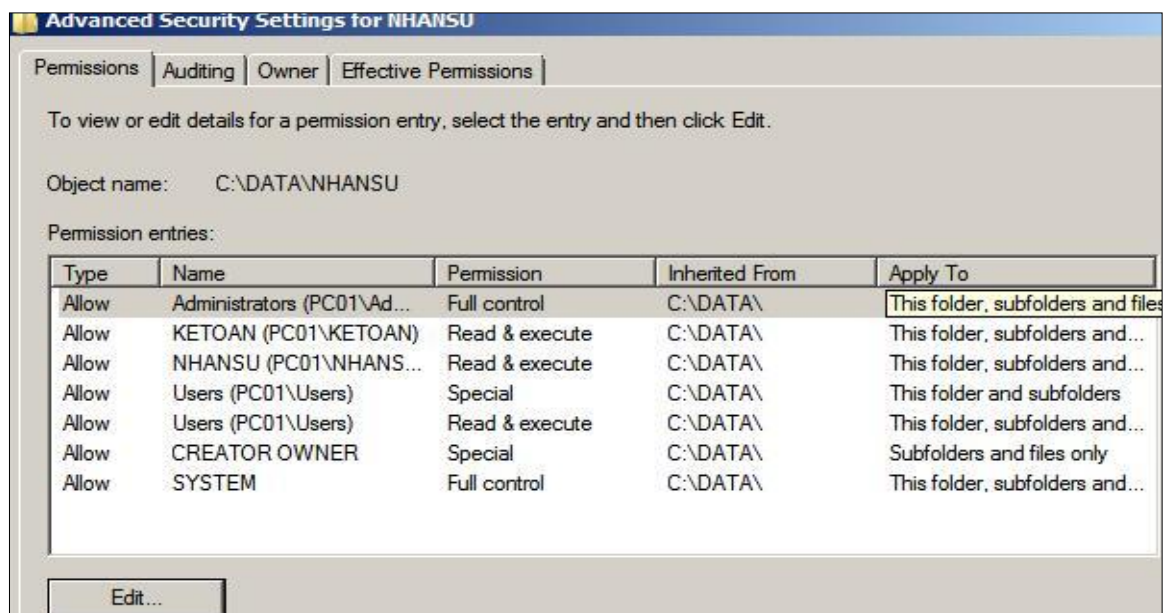 Advanced Security Settings for NHANSU
Permissions Auditing Owner Effective Permissions
To view or edit details for a permission entry, select the entry and then click Edit.
Object name: C:\DATA\NHANSU
Permission entries:
Type Name Permission Inherited From Apply To
Allow Administrators (PC01\Ad... Full control C:\DATA\ This folder, subfolders and files
Allow KETOAN (PC01\KETOAN) Read & execute C:\DATA\ This folder, subfolders and...
Allow NHANSU (PC01\NHANS... Read & execute C:\DATA\ This folder, subfolders and...
Allow Users (PC01\Users) Special C:\DATA\ This folder and subfolders
Allow Users (PC01\Users) Read & execute C:\DATA\ This folder, subfolders and...
Allow CREATOR OWNER Special C:\DATA\ Subfolders and files only
Allow SYSTEM Full control C:\DATA\ This folder, subfolders and...
Edit...